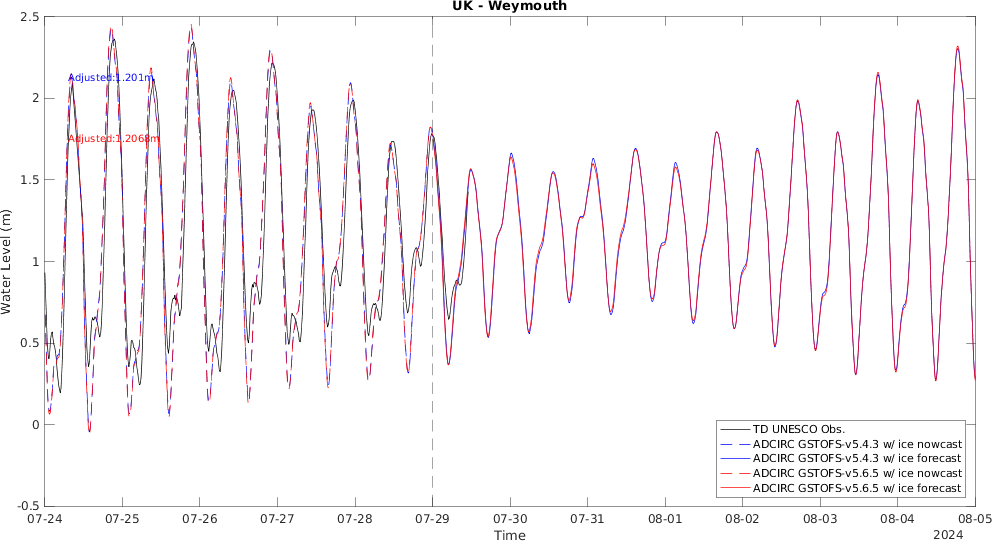 UK - Weymouth
2.5
2
1.5
1
0.5
0
-0.5
Water Level (m)
Adjusted:1.201m
Adjusted:1.2068m
TD UNESCO Obs.
ADCIRC GSTOFS-v5.4.3 w/ ice nowcast
ADCIRC GSTOFS-v5.4.3 w/ ice forecast
ADCIRC GSTOFS-v5.6.5 w/ ice nowcast
ADCIRC GSTOFS-v5.6.5 w/ ice forecast
07-24 07-25 07-26 07-27 07-28 07-29 07-30 07-31 08-01 08-02 08-03 08-04 08-05
Time
2024